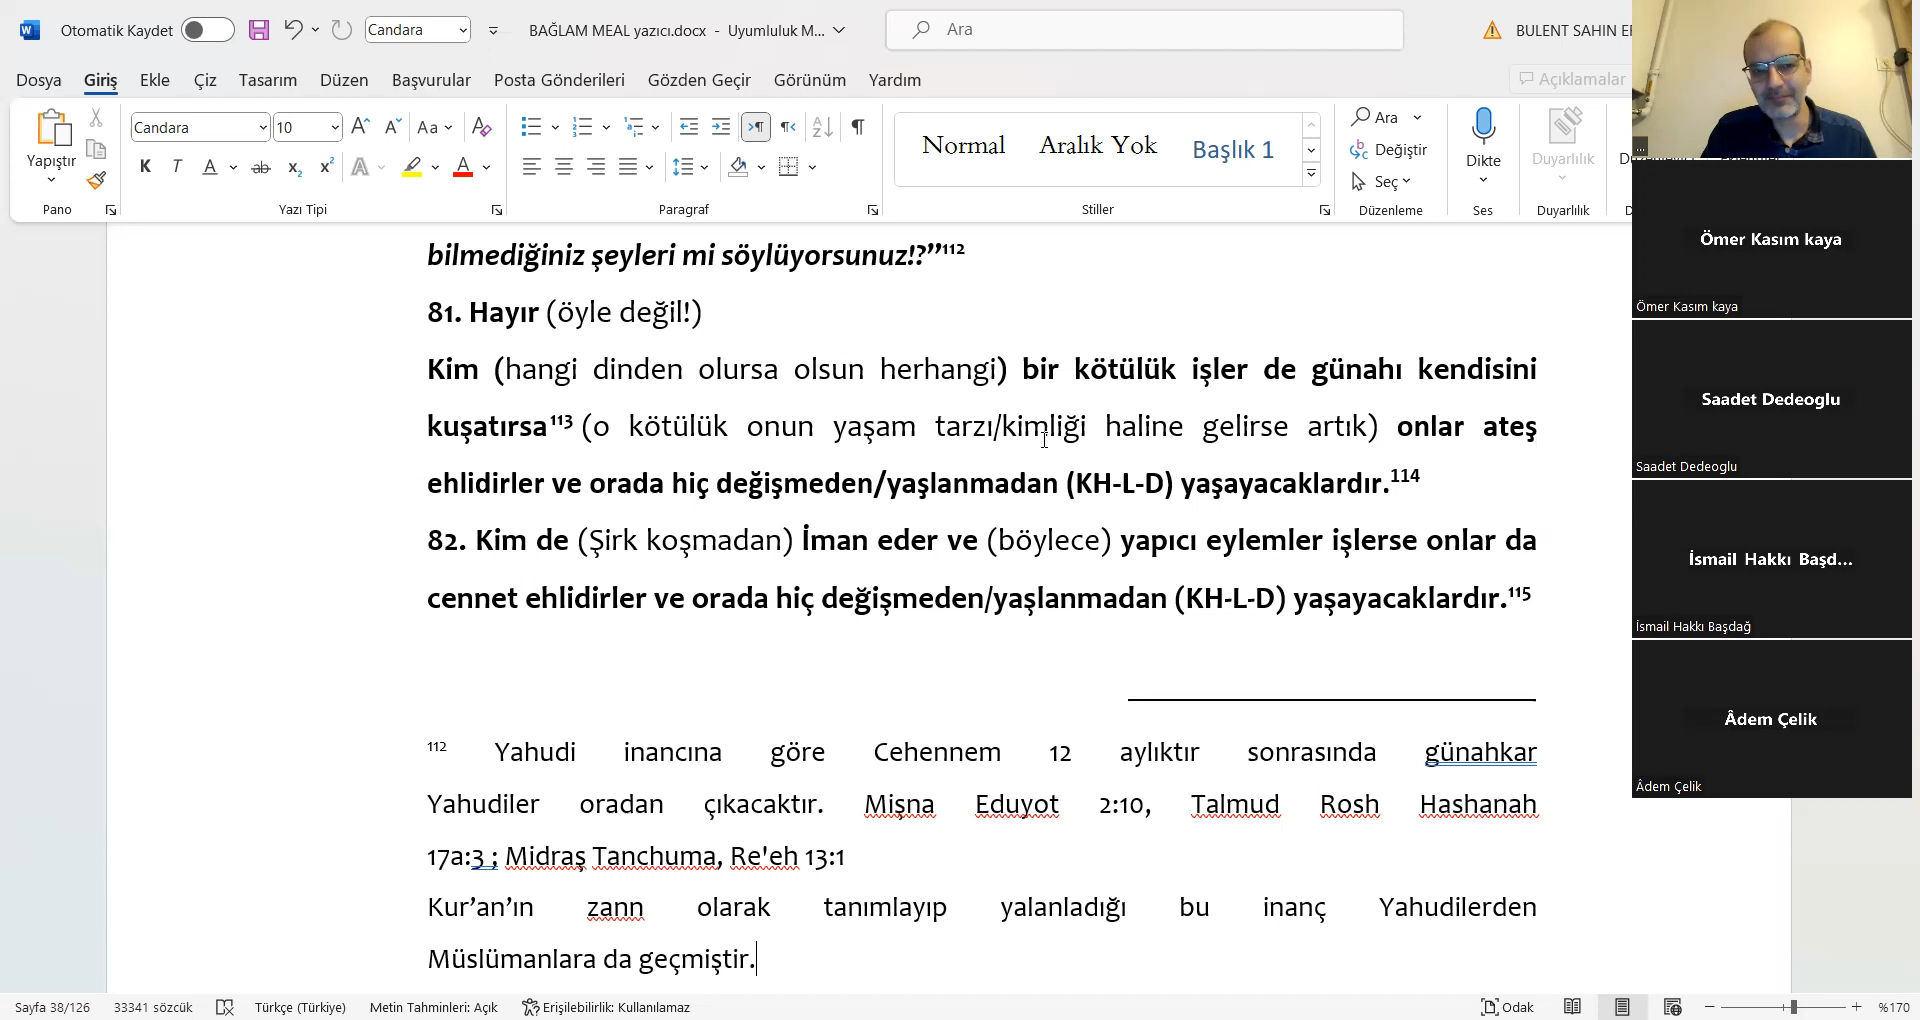 Otomatik Kaydet
Candara
BAĞLAM MEAL yazıcı.docx - Uyumluluk M...
Ara
BULENT SAHIN
Dosya Giriş Ekle Çiz Tasarım Düzen Başvurular Posta Gönderileri Gözden Geçir Görünüm Yardım
Açıklamalar
Yapıştır
Candara 10
Normal
Aralık Yok
Başlık 1
Ara
Değiştir
Seç
Dikte
Duyarlılık
Pano
Yazı Tipi
Paragraf
Stiller
Düzenleme
Ses
Duyarlılık
bilmediğiniz şeyleri mi söylüyorsunuz!?”¹¹²
81. Hayır (öyle değil!)
Kim (hangi dinden olursa olsun herhangi) bir kötülük işler de günahı kendisini
kuşatırsa¹¹³ (o kötülük onun yaşam tarzı/kimliği haline gelirse artık) onlar ateş
ehlidirler ve orada hiç değişmeden/yaşlanmadan (KH-L-D) yaşayacaklardır.¹¹⁴
82. Kim de (Şirk koşmadan) İman eder ve (böylece) yapıcı eylemler işlerse onlar da
cennet ehlidirler ve orada hiç değişmeden/yaşlanmadan (KH-L-D) yaşayacaklardır.¹¹⁵
¹¹² Yahudi inancına göre Cehennem 12 aylıktır sonrasında günahkar
Yahudiler oradan çıkacaktır. Mişna Eduyot 2:10, Talmud Rosh Hashanah
17a:3 ; Midraş Tanchuma, Re'eh 13:1
Kur’an’ın zann olarak tanımlayıp yalanladığı bu inanç Yahudilerden
Müslümanlara da geçmiştir.
Ömer Kasım kaya
Ömer Kasım kaya
Saadet Dedeoglu
Saadet Dedeoglu
İsmail Hakkı Başd...
İsmail Hakkı Başdağ
Âdem Çelik
Âdem Çelik
Sayfa 38/126 33341 sözcük Türkçe (Türkiye) Metin Tahminleri: Açık Erişilebilirlik: Kullanılamaz Odak %170